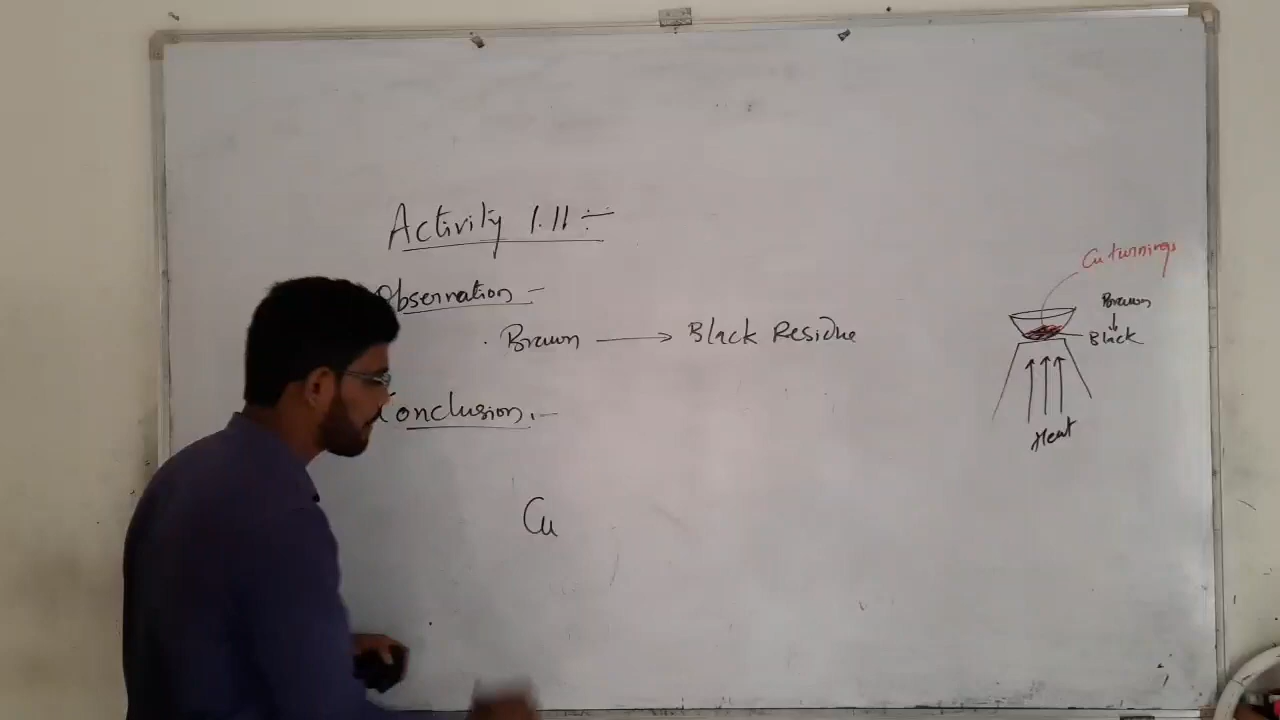 Activity 1.11 :-
Observation -
. Brown → Black Residue
Conclusion. -
Cu
Cu turnings
Brown
↓
Black
Heat